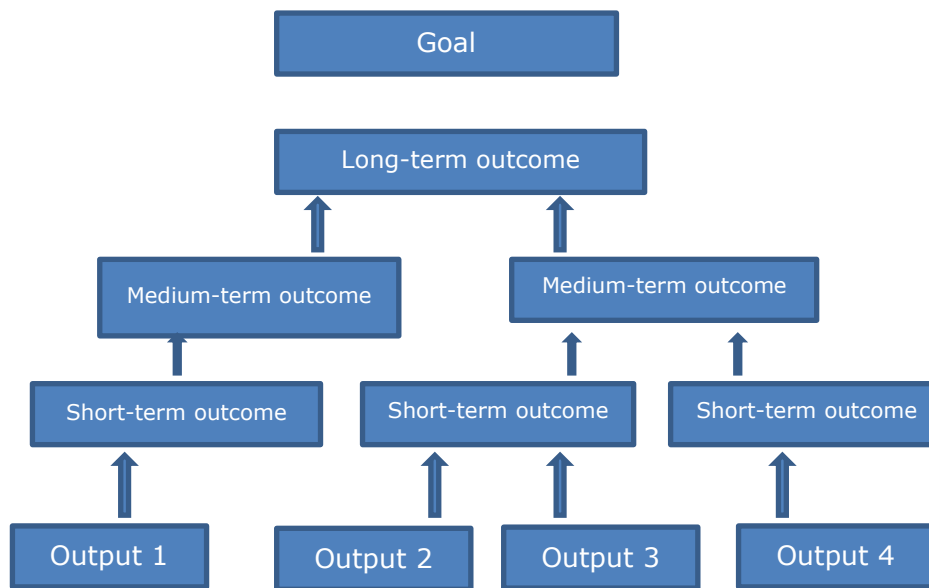 Goal
Long-term outcome
Medium-term outcome
Medium-term outcome
Short-term outcome
Short-term outcome
Short-term outcome
Output 1
Output 2
Output 3
Output 4